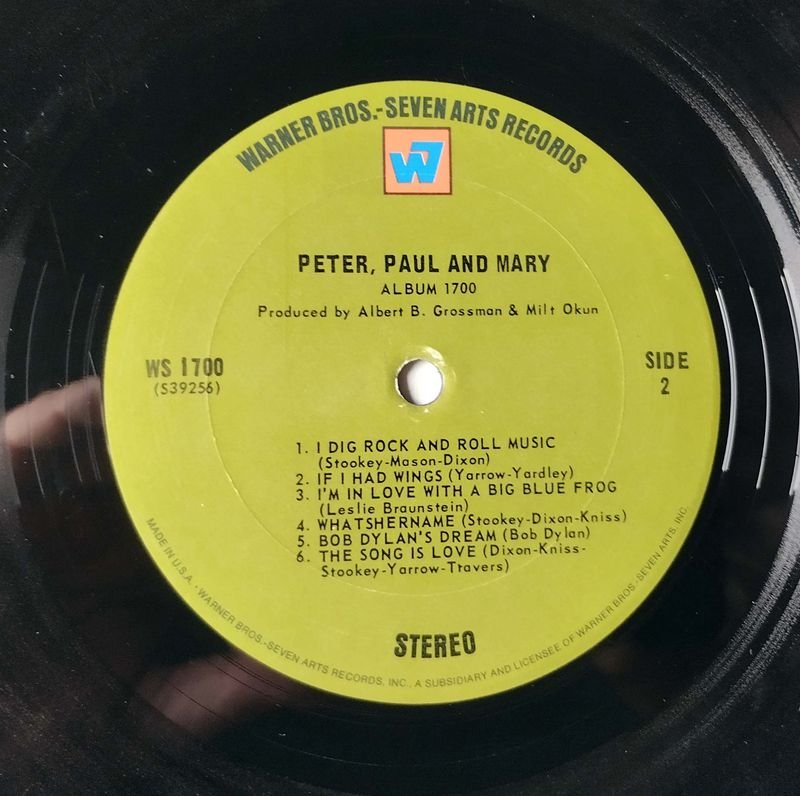 WARNER BROS.-SEVEN ARTS RECORDS
W7
PETER, PAUL AND MARY
ALBUM 1700
Produced by Albert B. Grossman & Milt Okun
WS 1700
(S39256)
SIDE
2
1. I DIG ROCK AND ROLL MUSIC
(Stookey-Mason-Dixon)
2. IF I HAD WINGS (Yarrow-Yardley)
3. I'M IN LOVE WITH A BIG BLUE FROG
(Leslie Braunstein)
4. WHATSHERNAME (Stookey-Dixon-Kniss)
5. BOB DYLAN'S DREAM (Bob Dylan)
6. THE SONG IS LOVE (Dixon-Kniss-
Stookey-Yarrow-Travers)
STEREO
MADE IN U.S.A. · WARNER BROS.-SEVEN ARTS RECORDS, INC., A SUBSIDIARY AND LICENSEE OF WARNER BROS.-SEVEN ARTS, INC.